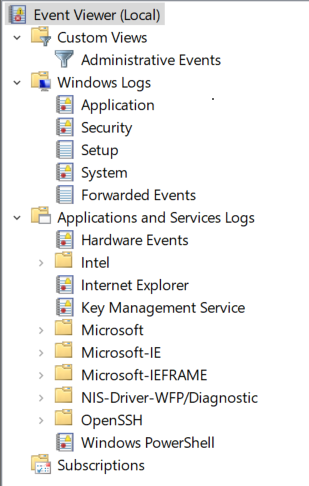 Event Viewer (Local)
Custom Views
Administrative Events
Windows Logs
Application
Security
Setup
System
Forwarded Events
Applications and Services Logs
Hardware Events
Intel
Internet Explorer
Key Management Service
Microsoft
Microsoft-IE
Microsoft-IEFRAME
NIS-Driver-WFP/Diagnostic
OpenSSH
Windows PowerShell
Subscriptions